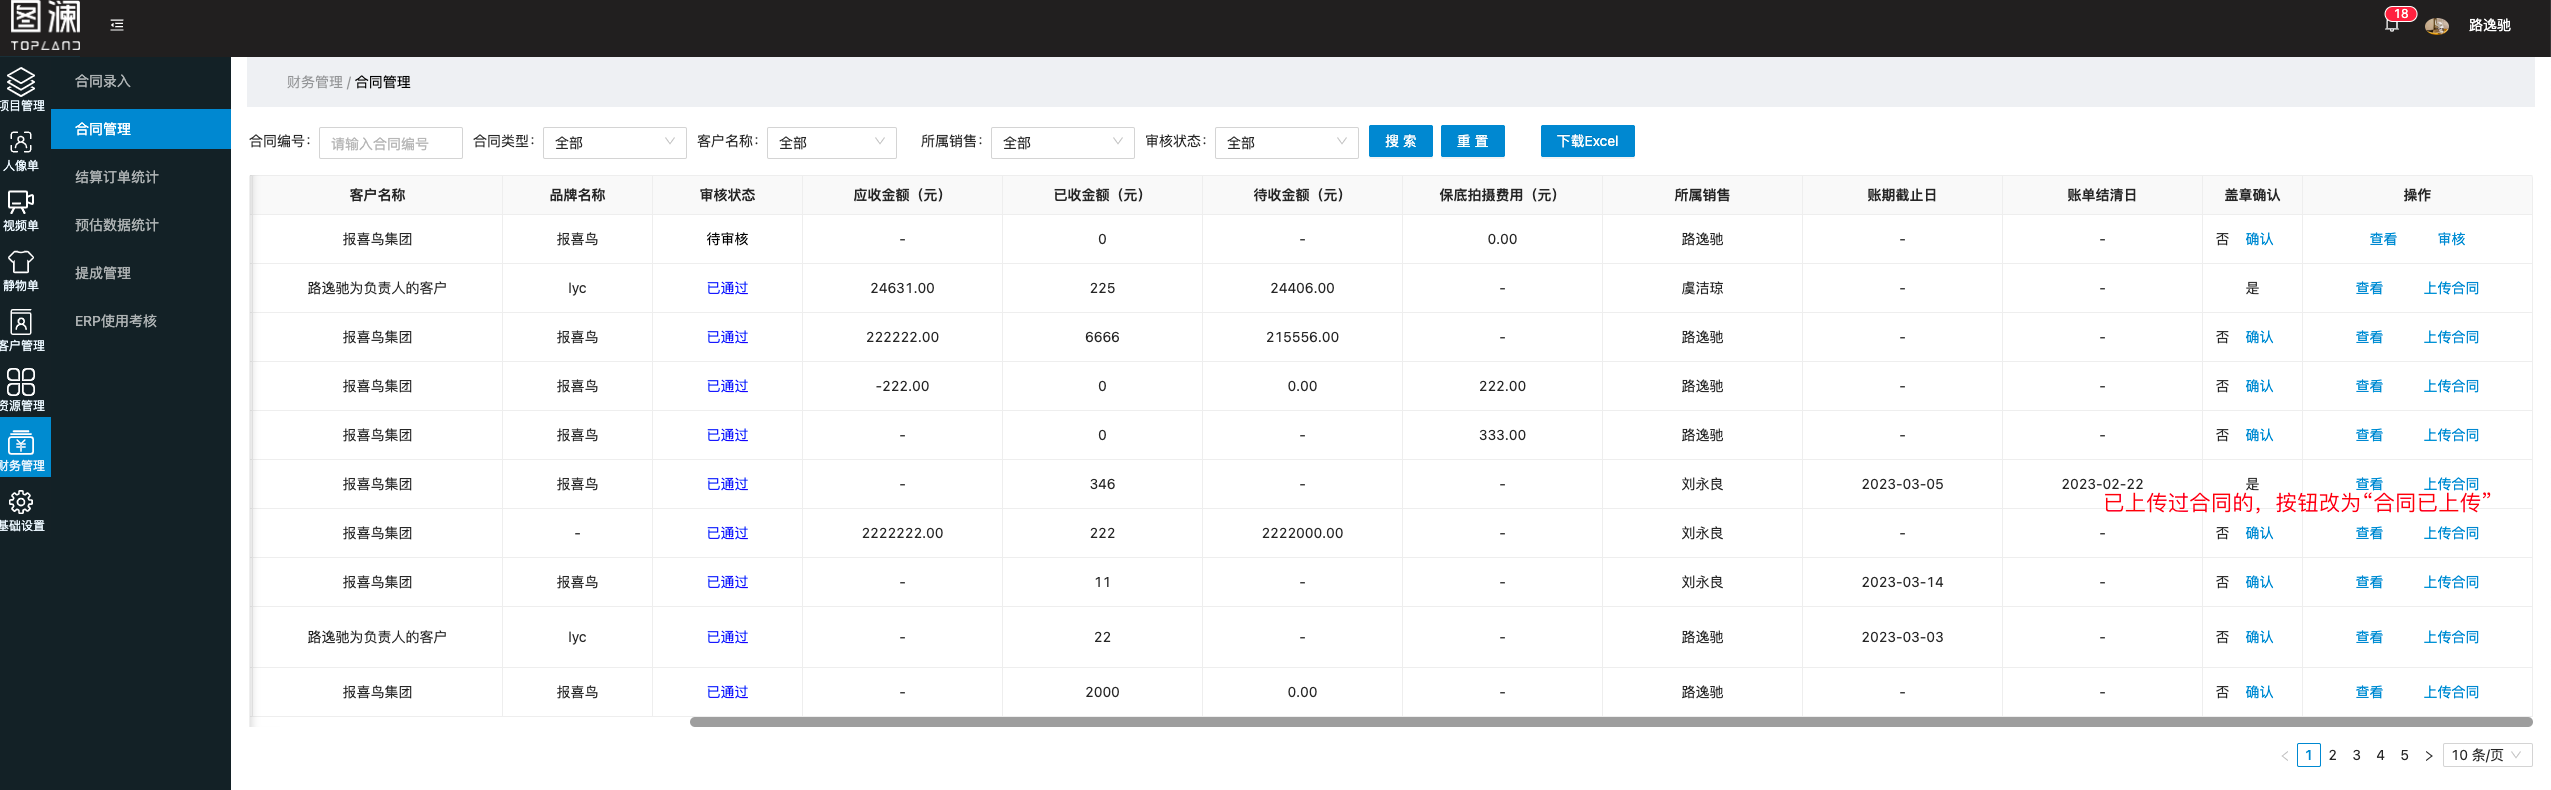 图澜
TOPLAND
18
路逸驰
项目管理
人像单
视频单
静物单
客户管理
资源管理
财务管理
基础设置
合同录入
合同管理
结算订单统计
预估数据统计
提成管理
ERP使用考核
财务管理 / 合同管理
合同编号: 请输入合同编号 合同类型: 全部 客户名称: 全部 所属销售: 全部 审核状态: 全部 搜 索 重 置 下载Excel
客户名称 品牌名称 审核状态 应收金额（元） 已收金额（元） 待收金额（元） 保底拍摄费用（元） 所属销售 账期截止日 账单结清日 盖章确认 操作
报喜鸟集团 报喜鸟 待审核 - 0 - 0.00 路逸驰 - - 否 确认 查看 审核
路逸驰为负责人的客户 lyc 已通过 24631.00 225 24406.00 - 虞洁琼 - - 是 查看 上传合同
报喜鸟集团 报喜鸟 已通过 222222.00 6666 215556.00 - 路逸驰 - - 否 确认 查看 上传合同
报喜鸟集团 报喜鸟 已通过 -222.00 0 0.00 222.00 路逸驰 - - 否 确认 查看 上传合同
报喜鸟集团 报喜鸟 已通过 - 0 - 333.00 路逸驰 - - 否 确认 查看 上传合同
报喜鸟集团 报喜鸟 已通过 - 346 - - 刘永良 2023-03-05 2023-02-22 是 查看 上传合同
已上传过合同的，按钮改为“合同已上传”
报喜鸟集团 - 已通过 2222222.00 222 2222000.00 - 刘永良 - - 否 确认 查看 上传合同
报喜鸟集团 报喜鸟 已通过 - 11 - - 刘永良 2023-03-14 - 否 确认 查看 上传合同
路逸驰为负责人的客户 lyc 已通过 - 22 - - 路逸驰 2023-03-03 - 否 确认 查看 上传合同
报喜鸟集团 报喜鸟 已通过 - 2000 0.00 - 路逸驰 - - 否 确认 查看 上传合同
< 1 2 3 4 5 > 10 条/页